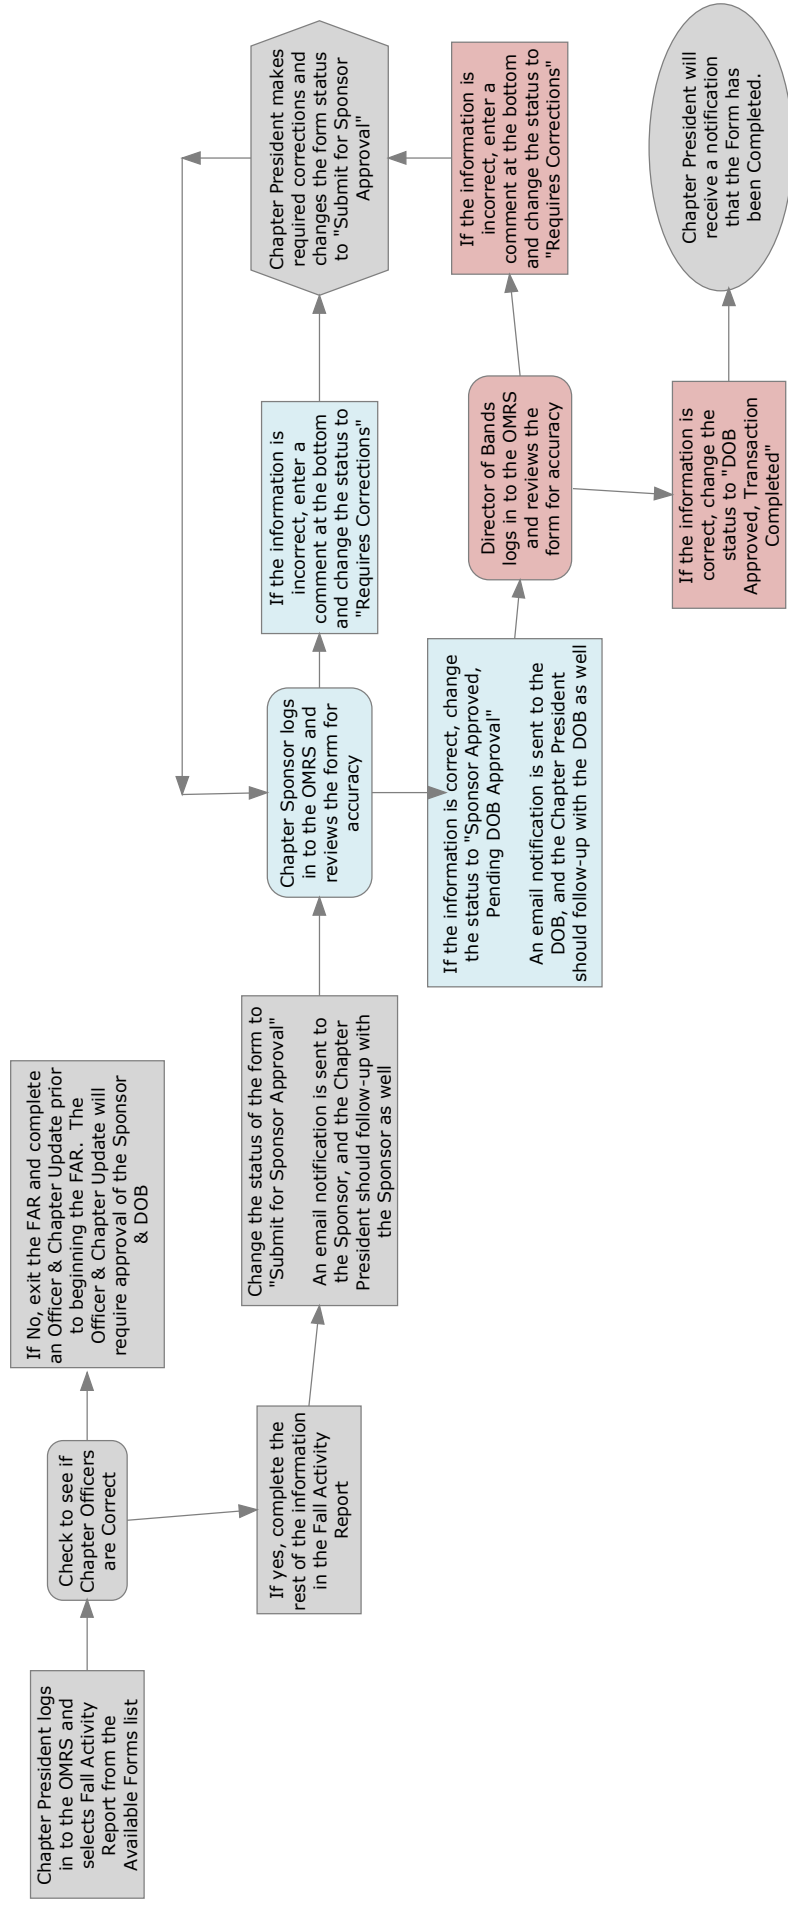 Chapter President logs
in to the OMRS and
selects Fall Activity
Report from the
Available Forms list
Check to see if
Chapter Officers
are Correct
If No, exit the FAR and complete
an Officer & Chapter Update prior
to beginning the FAR.  The
Officer & Chapter Update will
require approval of the Sponsor
& DOB
If yes, complete the
rest of the information
in the Fall Activity
Report
Change the status of the form to
"Submit for Sponsor Approval"
An email notification is sent to
the Sponsor, and the Chapter
President should follow-up with
the Sponsor as well
Chapter Sponsor logs
in to the OMRS and
reviews the form for
accuracy
If the information is
incorrect, enter a
comment at the bottom
and change the status to
"Requires Corrections"
Chapter President makes
required corrections and
changes the form status
to "Submit for Sponsor
Approval"
If the information is correct, change
the status to "Sponsor Approved,
Pending DOB Approval"
An email notification is sent to the
DOB, and the Chapter President
should follow-up with the DOB as well
Director of Bands
logs in to the OMRS
and reviews the
form for accuracy
If the information is
incorrect, enter a
comment at the bottom
and change the status to
"Requires Corrections"
If the information is
correct, change the
status to "DOB
Approved, Transaction
Completed"
Chapter President will
receive a notification
that the Form has
been Completed.